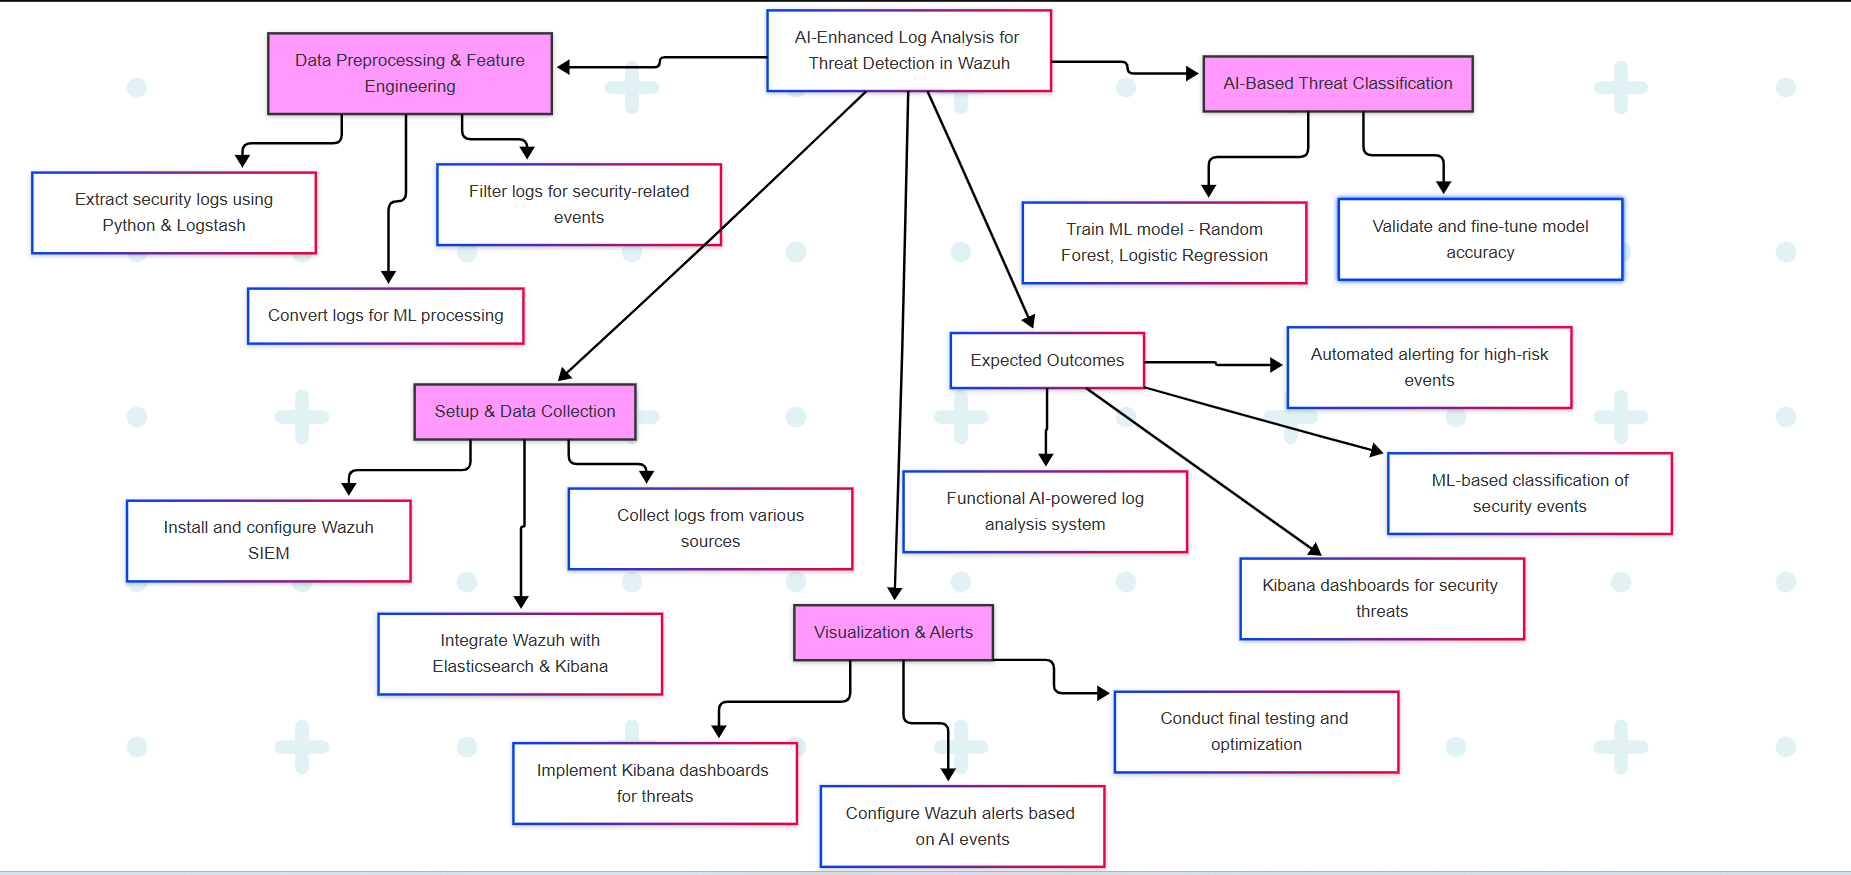 AI-Enhanced Log Analysis for
Threat Detection in Wazuh
Data Preprocessing & Feature
Engineering
AI-Based Threat Classification
Extract security logs using
Python & Logstash
Filter logs for security-related
events
Convert logs for ML processing
Train ML model - Random
Forest, Logistic Regression
Validate and fine-tune model
accuracy
Expected Outcomes
Automated alerting for high-risk
events
Setup & Data Collection
ML-based classification of
security events
Functional AI-powered log
analysis system
Install and configure Wazuh
SIEM
Collect logs from various
sources
Kibana dashboards for security
threats
Integrate Wazuh with
Elasticsearch & Kibana
Visualization & Alerts
Conduct final testing and
optimization
Implement Kibana dashboards
for threats
Configure Wazuh alerts based
on AI events